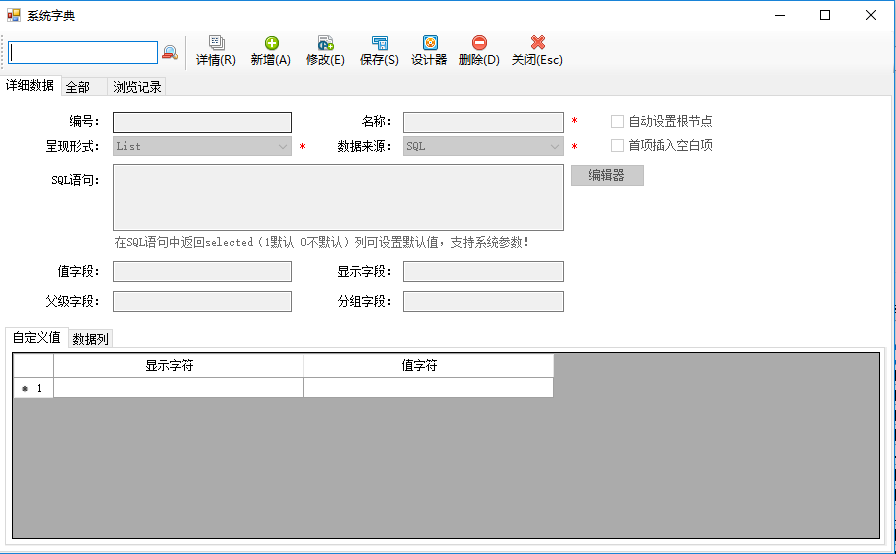 系统字典
详情(R) 新增(A) 修改(E) 保存(S) 设计器 删除(D) 关闭(Esc)
详细数据 全部 浏览记录
编号： 名称： * 自动设置根节点
呈现形式： List * 数据来源： SQL * 首项插入空白项
SQL语句： 编辑器
在SQL语句中返回selected（1默认 0不默认）列可设置默认值，支持系统参数！
值字段： 显示字段：
父级字段： 分组字段：
自定义值 数据列
显示字符 值字符
1